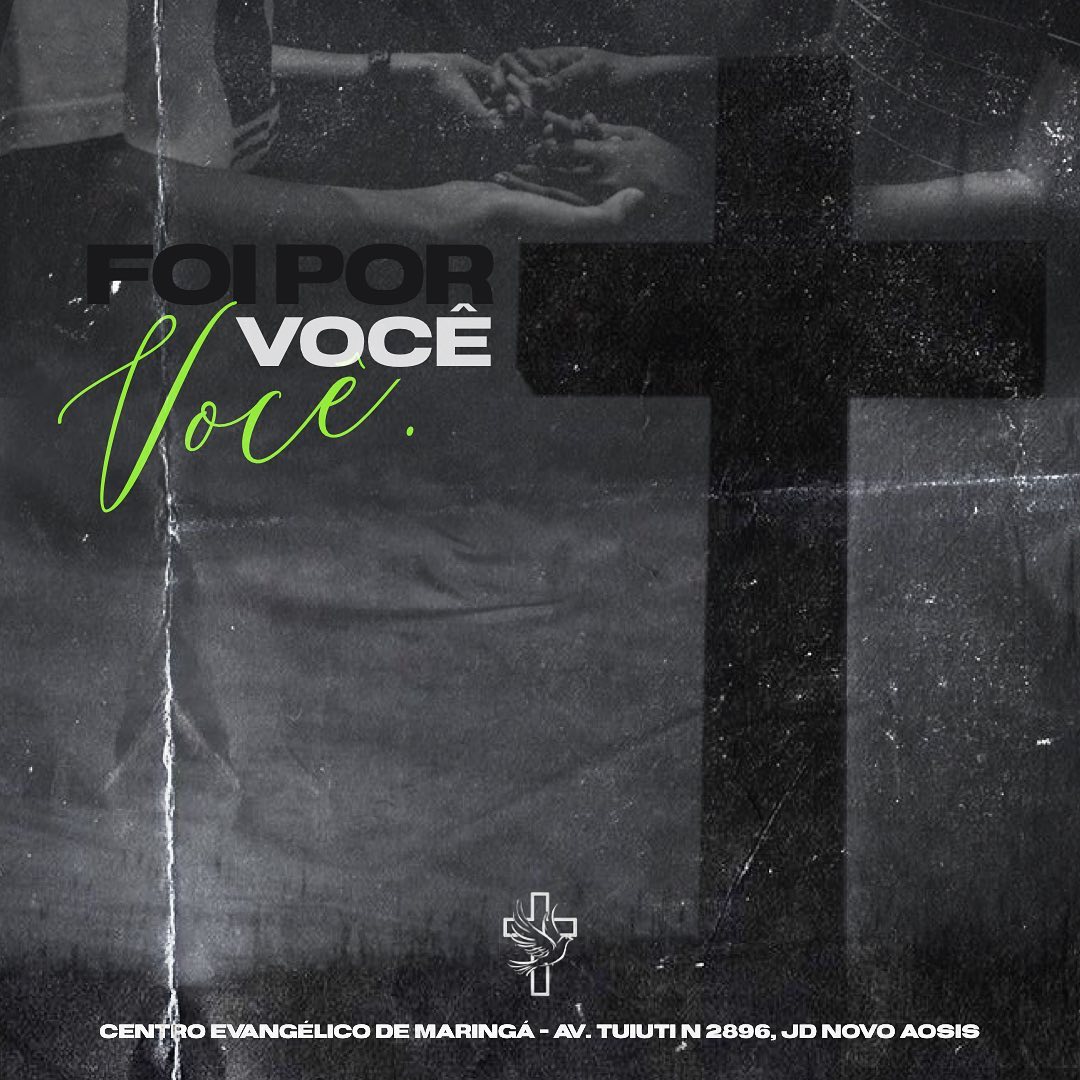 FOI POR
VOCÊ
Você.
CENTRO EVANGÉLICO DE MARINGÁ - AV. TUIUTI N 2896, JD NOVO AOSIS